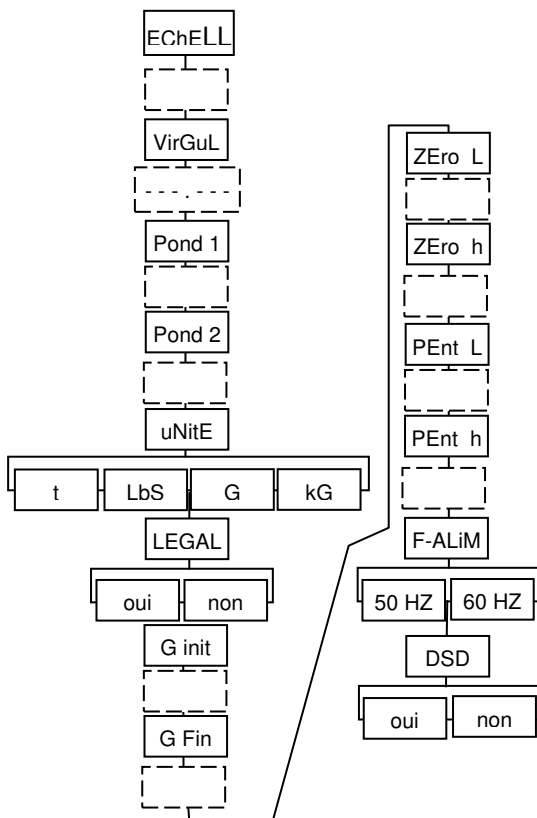 EChELL
VirGuL
--- . ---
Pond 1
Pond 2
uNitE
t LbS G kG
LEGAL
oui non
G init
G Fin
ZEro L
ZEro h
PEnt L
PEnt h
F-ALiM
50 HZ 60 HZ
DSD
oui non